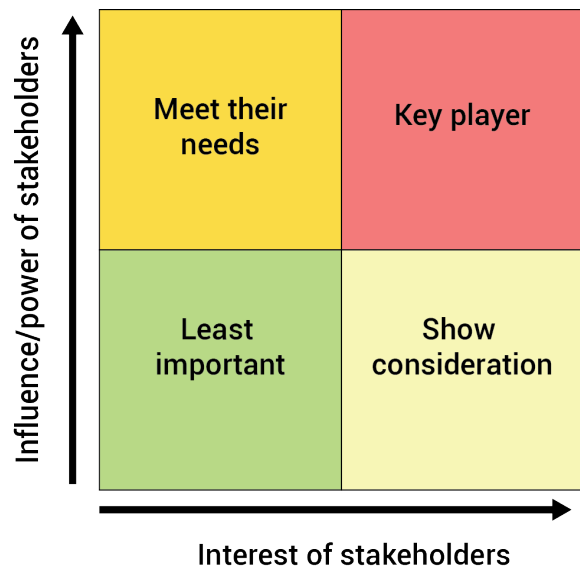 Influence/power of stakeholders
Meet their
needs
Key player
Least
important
Show
consideration
Interest of stakeholders